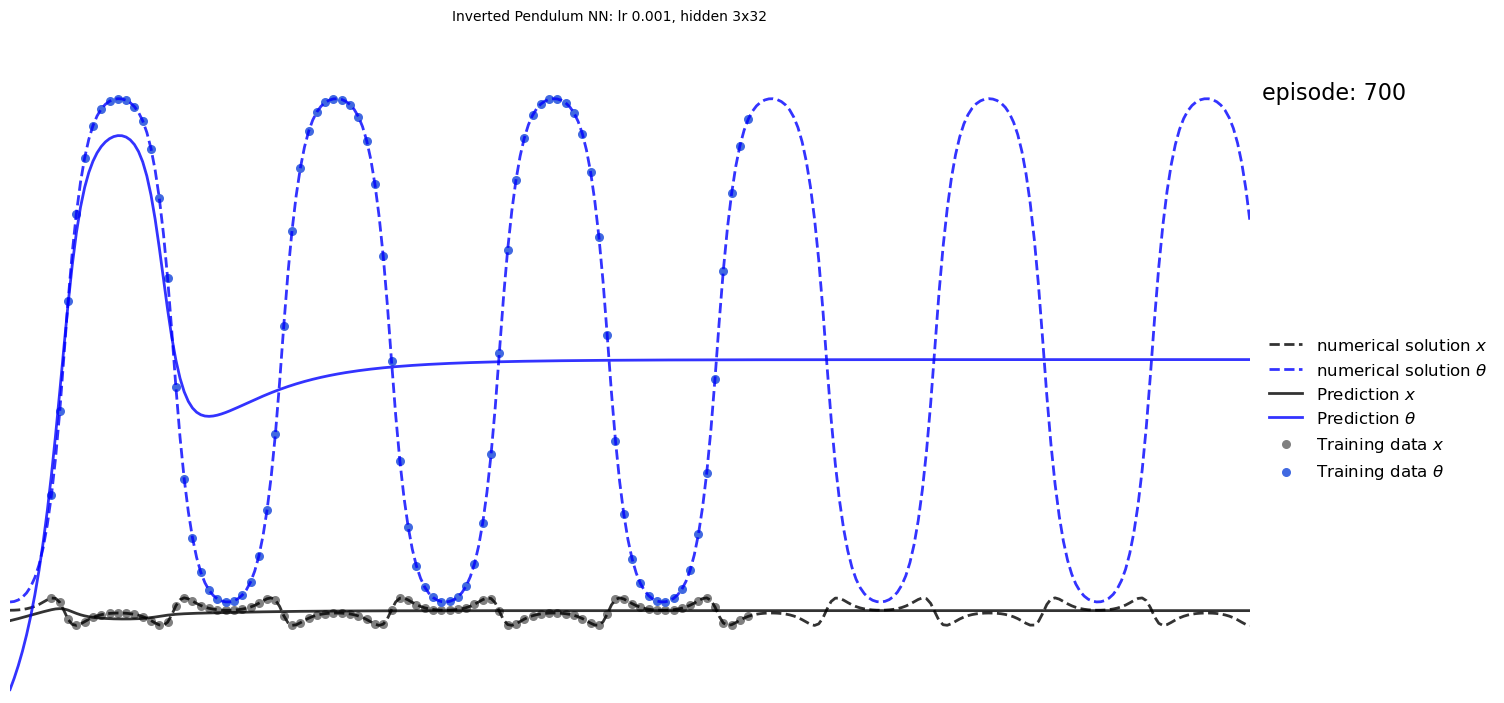 Inverted Pendulum NN: lr 0.001, hidden 3x32
episode: 700
numerical solution x
numerical solution θ
Prediction x
Prediction θ
Training data x
Training data θ